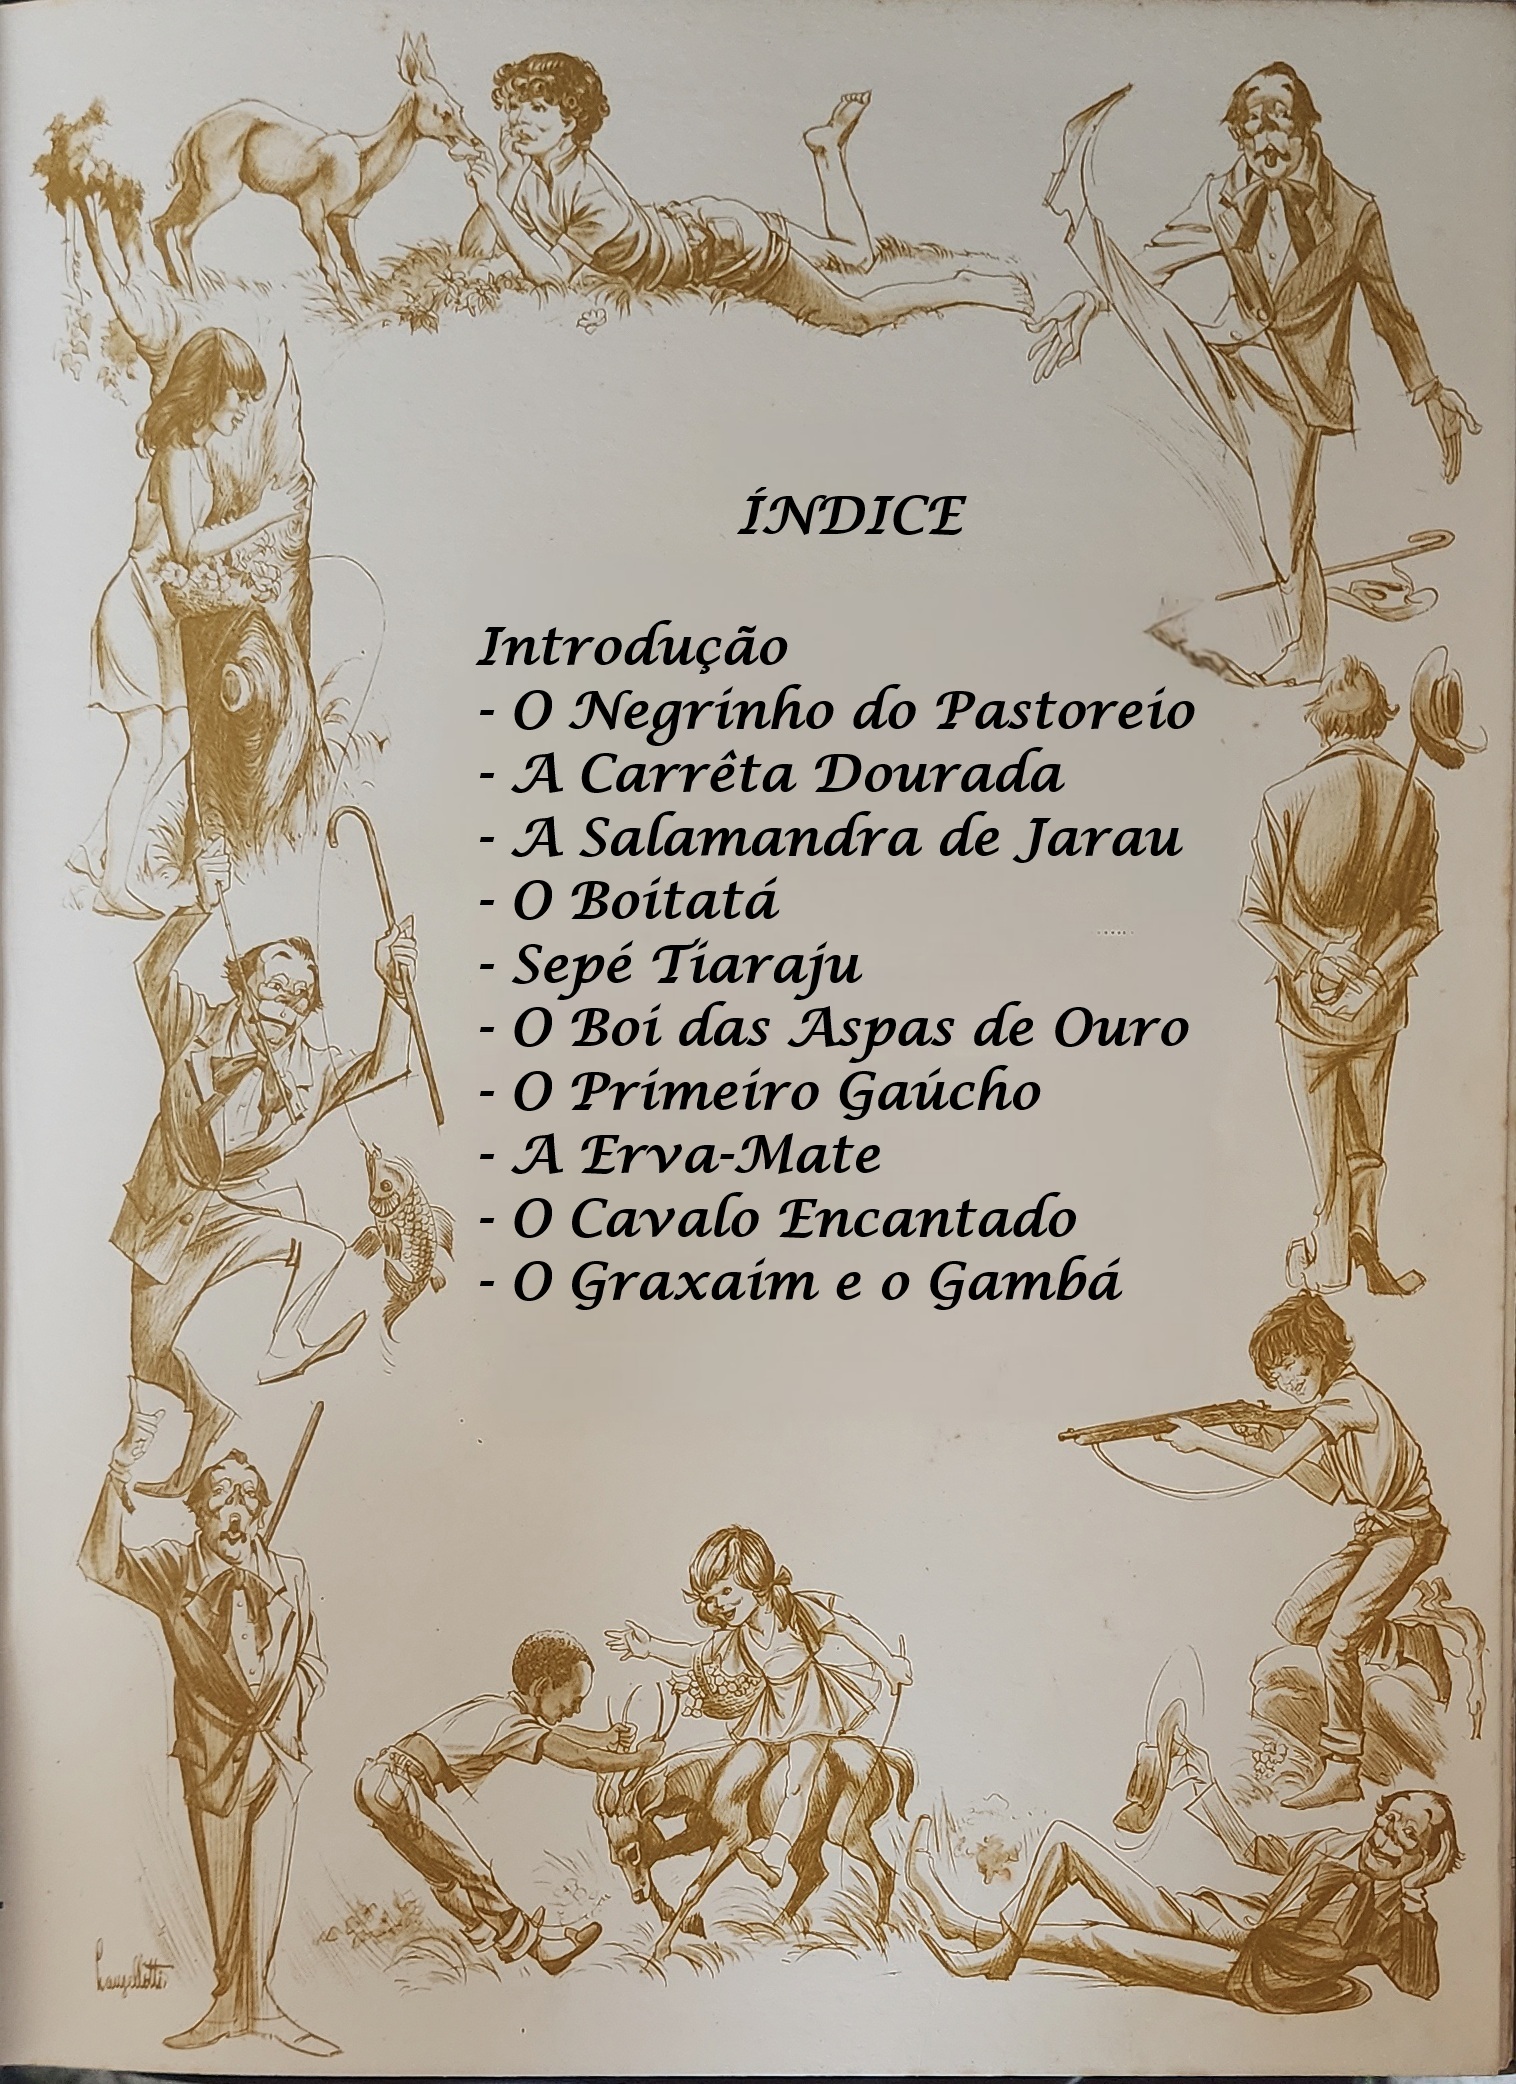 ÍNDICE
Introdução
- O Negrinho do Pastoreio
- A Carrêta Dourada
- A Salamandra de Jarau
- O Boitatá
- Sepé Tiaraju
- O Boi das Aspas de Ouro
- O Primeiro Gaúcho
- A Erva-Mate
- O Cavalo Encantado
- O Graxaim e o Gambá